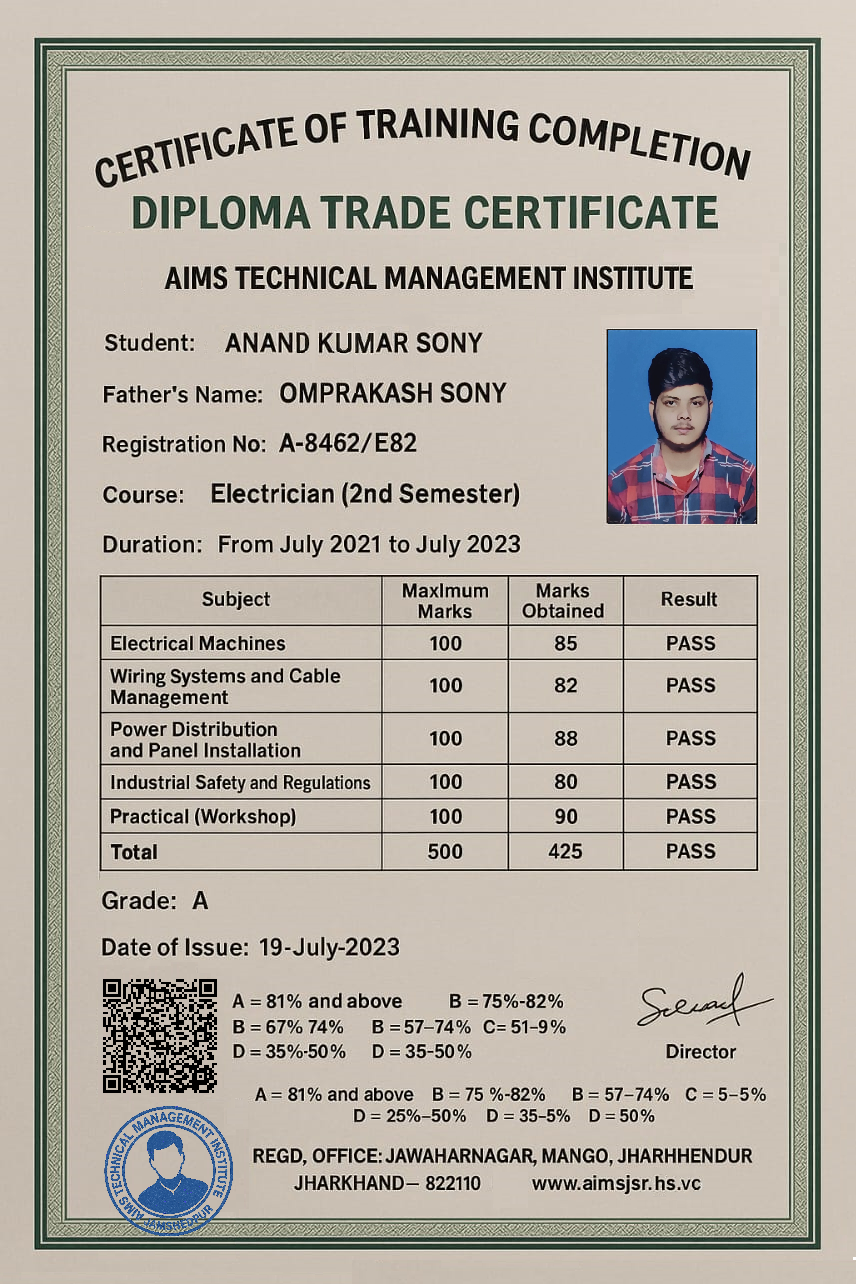 CERTIFICATE OF TRAINING COMPLETION
DIPLOMA TRADE CERTIFICATE
AIMS TECHNICAL MANAGEMENT INSTITUTE
Student: ANAND KUMAR SONY
Father's Name: OMPRAKASH SONY
Registration No: A-8462/E82
Course: Electrician (2nd Semester)
Duration: From July 2021 to July 2023
Subject MaxImum Marks Marks Obtained Result
Electrical Machines 100 85 PASS
Wiring Systems and Cable Management 100 82 PASS
Power Distribution and Panel Installation 100 88 PASS
Industrial Safety and Regulations 100 80 PASS
Practical (Workshop) 100 90 PASS
Total 500 425 PASS
Grade: A
Date of Issue: 19-July-2023
A = 81% and above B = 75%-82%
B = 67% 74% B = 57–74% C= 51–9%
D = 35%-50% D = 35-50%
Director
A = 81% and above B = 75 %-82% B = 57–74% C = 5–5%
D = 25%–50% D = 35–5% D = 50%
AIMS TECHNICAL MANAGEMENT INSTITUTE
JAMSHEDPUR
REGD, OFFICE: JAWAHARNAGAR, MANGO, JHARHHENDUR
JHARKHAND– 822110 www.aimsjsr.hs.vc